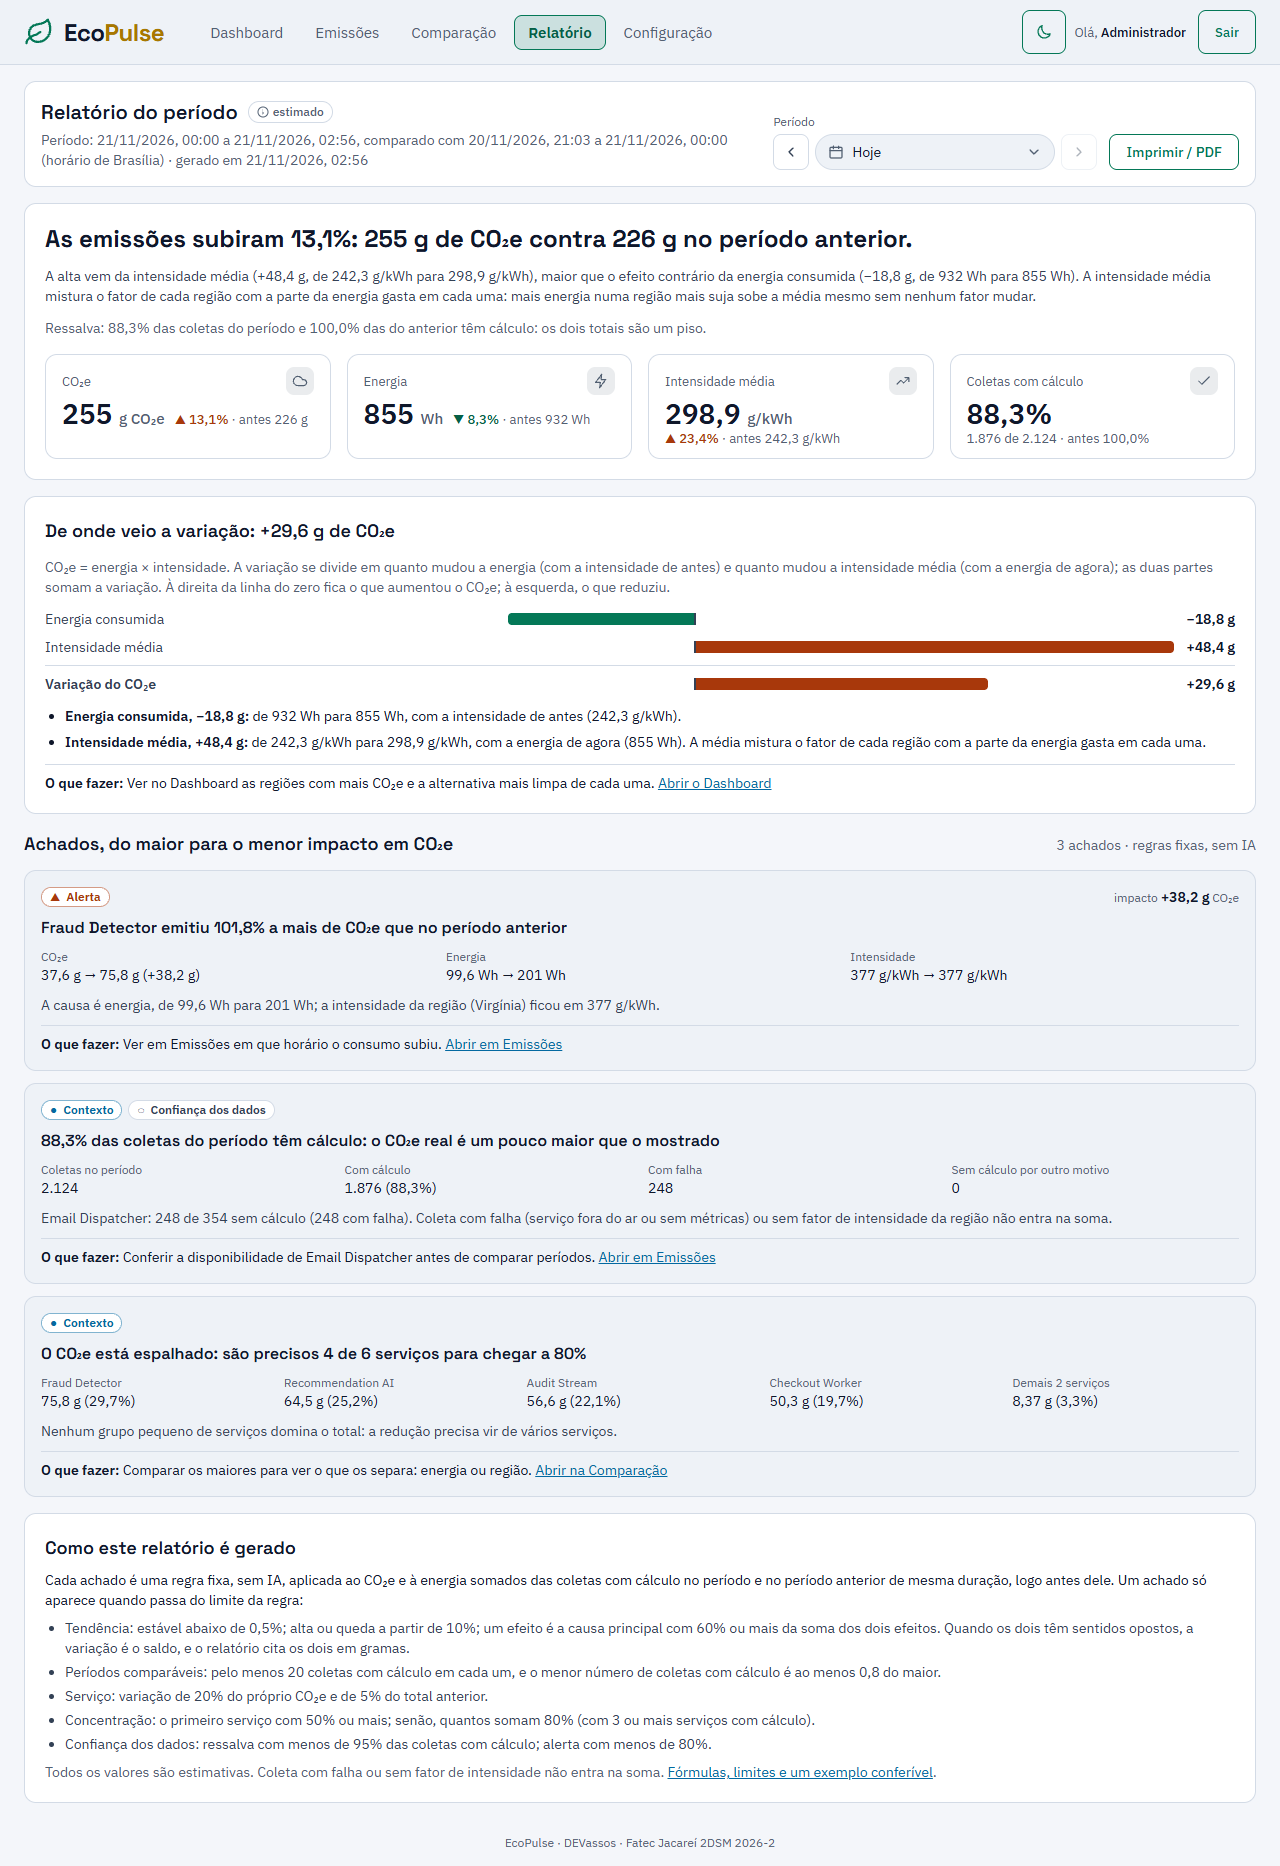 EcoPulse
Dashboard
Emissões
Comparação
Relatório
Configuração
Olá, Administrador
Sair
Relatório do período
estimado
Período: 21/11/2026, 00:00 a 21/11/2026, 02:56, comparado com 20/11/2026, 21:03 a 21/11/2026, 00:00
(horário de Brasília) · gerado em 21/11/2026, 02:56
Período
Hoje
Imprimir / PDF
As emissões subiram 13,1%: 255 g de CO₂e contra 226 g no período anterior.
A alta vem da intensidade média (+48,4 g, de 242,3 g/kWh para 298,9 g/kWh), maior que o efeito contrário da energia consumida (−18,8 g, de 932 Wh para 855 Wh). A intensidade média
mistura o fator de cada região com a parte da energia gasta em cada uma: mais energia numa região mais suja sobe a média mesmo sem nenhum fator mudar.
Ressalva: 88,3% das coletas do período e 100,0% das do anterior têm cálculo: os dois totais são um piso.
CO₂e
255 g CO₂e ▲ 13,1% · antes 226 g
Energia
855 Wh ▼ 8,3% · antes 932 Wh
Intensidade média
298,9 g/kWh
▲ 23,4% · antes 242,3 g/kWh
Coletas com cálculo
88,3%
1.876 de 2.124 · antes 100,0%
De onde veio a variação: +29,6 g de CO₂e
CO₂e = energia × intensidade. A variação se divide em quanto mudou a energia (com a intensidade de antes) e quanto mudou a intensidade média (com a energia de agora); as duas partes
somam a variação. À direita da linha do zero fica o que aumentou o CO₂e; à esquerda, o que reduziu.
Energia consumida −18,8 g
Intensidade média +48,4 g
Variação do CO₂e +29,6 g
• Energia consumida, −18,8 g: de 932 Wh para 855 Wh, com a intensidade de antes (242,3 g/kWh).
• Intensidade média, +48,4 g: de 242,3 g/kWh para 298,9 g/kWh, com a energia de agora (855 Wh). A média mistura o fator de cada região com a parte da energia gasta em cada uma.
O que fazer: Ver no Dashboard as regiões com mais CO₂e e a alternativa mais limpa de cada uma. Abrir o Dashboard
Achados, do maior para o menor impacto em CO₂e
3 achados · regras fixas, sem IA
▲ Alerta
impacto +38,2 g CO₂e
Fraud Detector emitiu 101,8% a mais de CO₂e que no período anterior
CO₂e
37,6 g → 75,8 g (+38,2 g)
Energia
99,6 Wh → 201 Wh
Intensidade
377 g/kWh → 377 g/kWh
A causa é energia, de 99,6 Wh para 201 Wh; a intensidade da região (Virgínia) ficou em 377 g/kWh.
O que fazer: Ver em Emissões em que horário o consumo subiu. Abrir em Emissões
● Contexto
○ Confiança dos dados
88,3% das coletas do período têm cálculo: o CO₂e real é um pouco maior que o mostrado
Coletas no período
2.124
Com cálculo
1.876 (88,3%)
Com falha
248
Sem cálculo por outro motivo
0
Email Dispatcher: 248 de 354 sem cálculo (248 com falha). Coleta com falha (serviço fora do ar ou sem métricas) ou sem fator de intensidade da região não entra na soma.
O que fazer: Conferir a disponibilidade de Email Dispatcher antes de comparar períodos. Abrir em Emissões
● Contexto
O CO₂e está espalhado: são precisos 4 de 6 serviços para chegar a 80%
Fraud Detector
75,8 g (29,7%)
Recommendation AI
64,5 g (25,2%)
Audit Stream
56,6 g (22,1%)
Checkout Worker
50,3 g (19,7%)
Demais 2 serviços
8,37 g (3,3%)
Nenhum grupo pequeno de serviços domina o total: a redução precisa vir de vários serviços.
O que fazer: Comparar os maiores para ver o que os separa: energia ou região. Abrir na Comparação
Como este relatório é gerado
Cada achado é uma regra fixa, sem IA, aplicada ao CO₂e e à energia somados das coletas com cálculo no período e no período anterior de mesma duração, logo antes dele. Um achado só
aparece quando passa do limite da regra:
• Tendência: estável abaixo de 0,5%; alta ou queda a partir de 10%; um efeito é a causa principal com 60% ou mais da soma dos dois efeitos. Quando os dois têm sentidos opostos, a
variação é o saldo, e o relatório cita os dois em gramas.
• Períodos comparáveis: pelo menos 20 coletas com cálculo em cada um, e o menor número de coletas com cálculo é ao menos 0,8 do maior.
• Serviço: variação de 20% do próprio CO₂e e de 5% do total anterior.
• Concentração: o primeiro serviço com 50% ou mais; senão, quantos somam 80% (com 3 ou mais serviços com cálculo).
• Confiança dos dados: ressalva com menos de 95% das coletas com cálculo; alerta com menos de 80%.
Todos os valores são estimativas. Coleta com falha ou sem fator de intensidade não entra na soma. Fórmulas, limites e um exemplo conferível.
EcoPulse · DEVassos · Fatec Jacareí 2DSM 2026-2